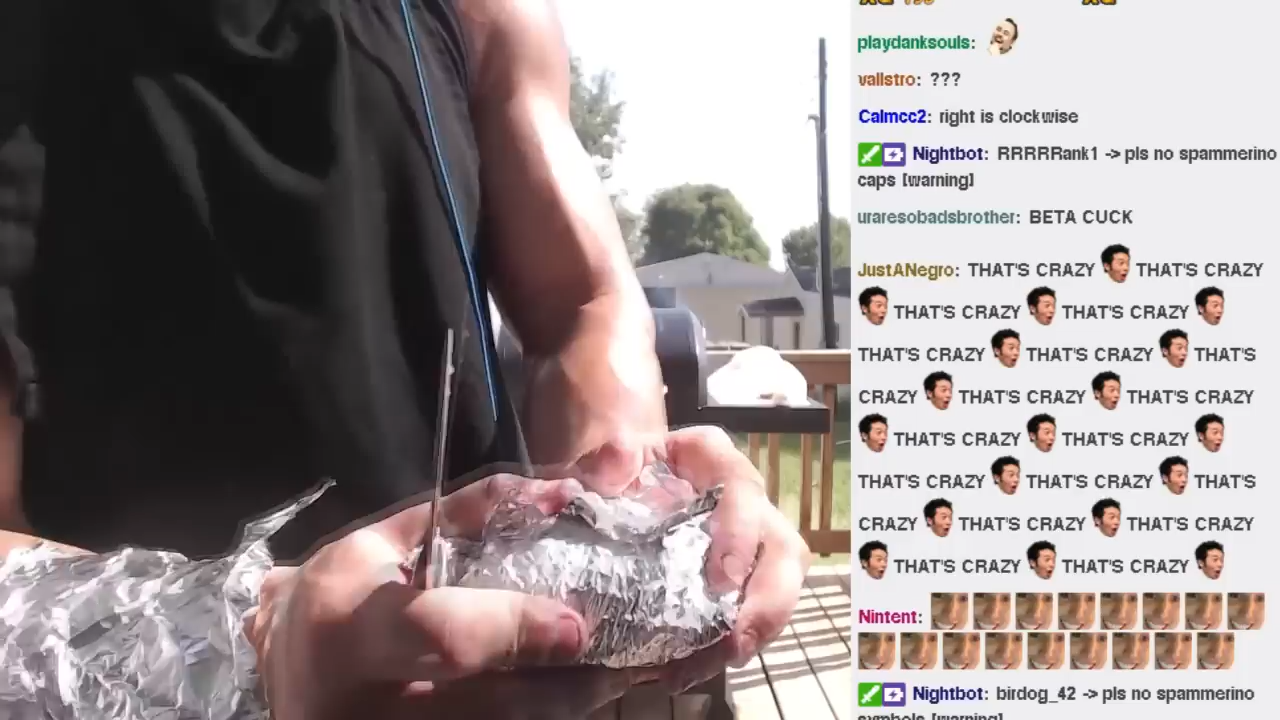 playdanksouls:
vallstro: ???
Calmcc2: right is clockwise
Nightbot: RRRRRank1 -> pls no spammerino
caps [warning]
uraresobadsbrother: BETA CUCK
JustANegro: THAT'S CRAZY THAT'S CRAZY
THAT'S CRAZY THAT'S CRAZY
THAT'S CRAZY THAT'S CRAZY THAT'S
CRAZY THAT'S CRAZY THAT'S CRAZY
THAT'S CRAZY THAT'S CRAZY
THAT'S CRAZY THAT'S CRAZY THAT'S
CRAZY THAT'S CRAZY THAT'S CRAZY
THAT'S CRAZY THAT'S CRAZY
Nintent:
Nightbot: birdog_42 -> pls no spammerino
symbols [warning]